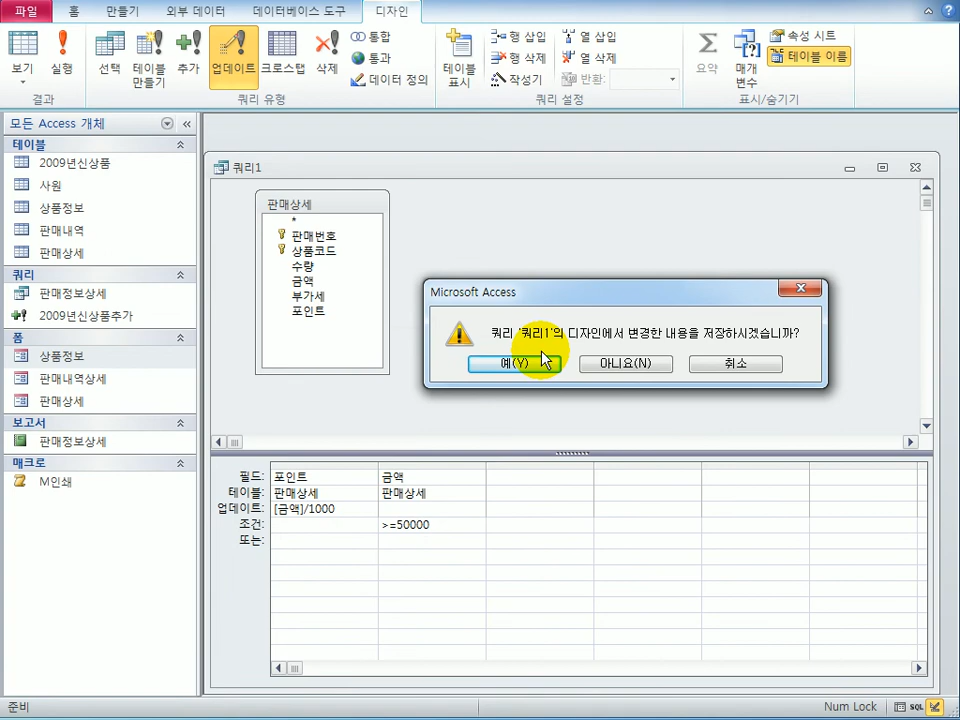 파일 홈 만들기 외부 데이터 데이터베이스 도구 디자인
보기 실행 선택 테이블 만들기 추가 업데이트 크로스탭 삭제 통합 통과 데이터 정의 테이블 표시 행 삽입 행 삭제 작성기 열 삽입 열 삭제 반환: 요약 매개 변수 속성 시트 테이블 이름
결과 쿼리 유형 쿼리 설정 표시/숨기기
모든 Access 개체
테이블
2009년신상품
사원
상품정보
판매내역
판매상세
쿼리
판매정보상세
2009년신상품추가
폼
상품정보
판매내역상세
판매상세
보고서
판매정보상세
매크로
M인쇄
쿼리1
판매상세
*
판매번호
상품코드
수량
금액
부가세
포인트
Microsoft Access
쿼리 '쿼리1'의 디자인에서 변경한 내용을 저장하시겠습니까?
예(Y) 아니요(N) 취소
필드: 포인트 금액
테이블: 판매상세 판매상세
업데이트: [금액]/1000
조건: >=50000
또는:
준비 Num Lock SQL